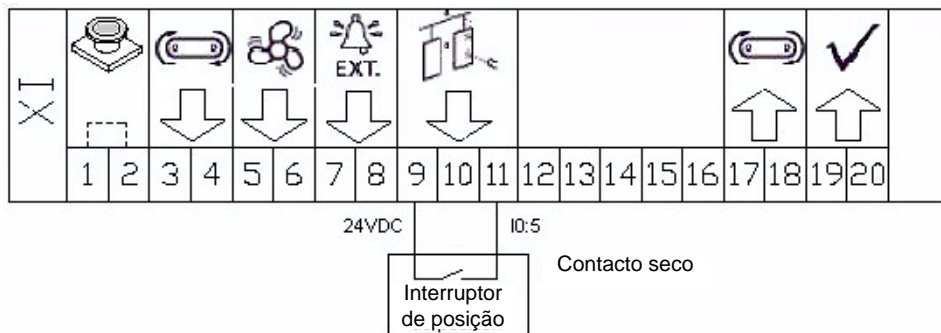 EXT.
XI
1 2 3 4 5 6 7 8 9 10 11 12 13 14 15 16 17 18 19 20
24VDC I0:5
Contacto seco
Interruptor
de posição